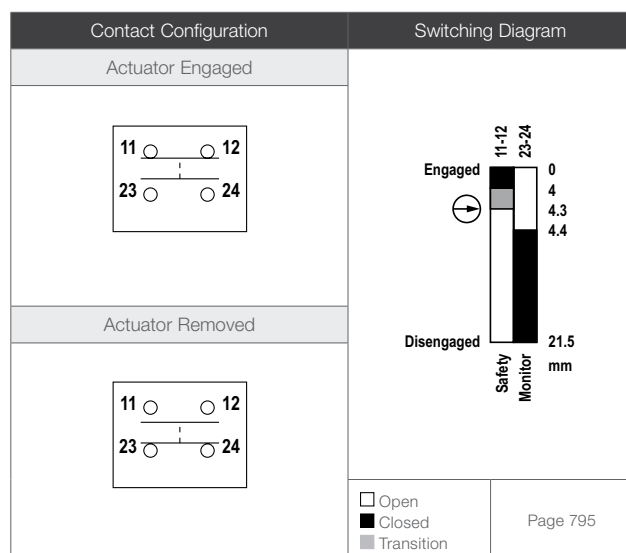 Contact Configuration
Switching Diagram
Actuator Engaged
11 12
23 24
Actuator Removed
11 12
23 24
11-12
23-24
Engaged
0
4
4.3
4.4
Disengaged
21.5
mm
Safety
Monitor
Open
Closed
Transition
Page 795